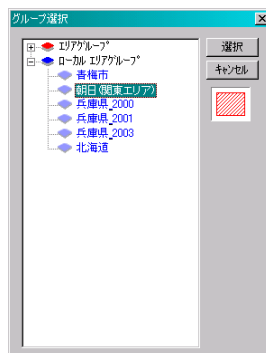 グループ選択
エリアグループ
選択
ローカル エリアグループ
キャンセル
青梅市
朝日(関東エリア)
兵庫県_2000
兵庫県_2001
兵庫県_2003
北海道